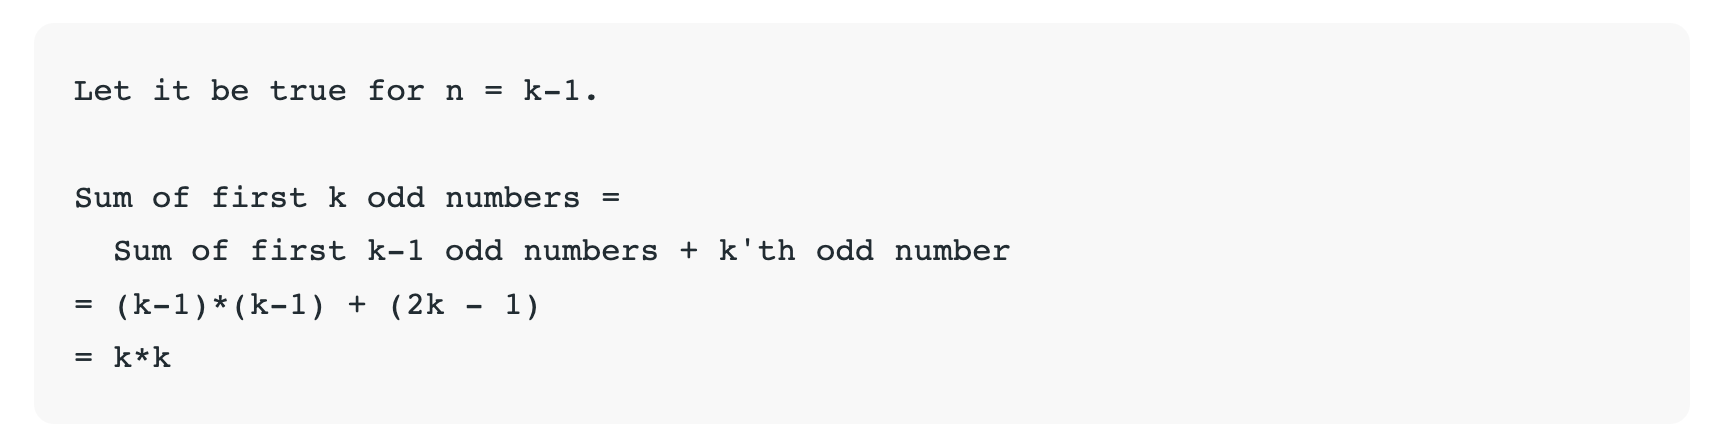 Let it be true for n = k-1.
Sum of first k odd numbers =
Sum of first k-1 odd numbers + k'th odd number
= (k-1)*(k-1) + (2k - 1)
= k*k